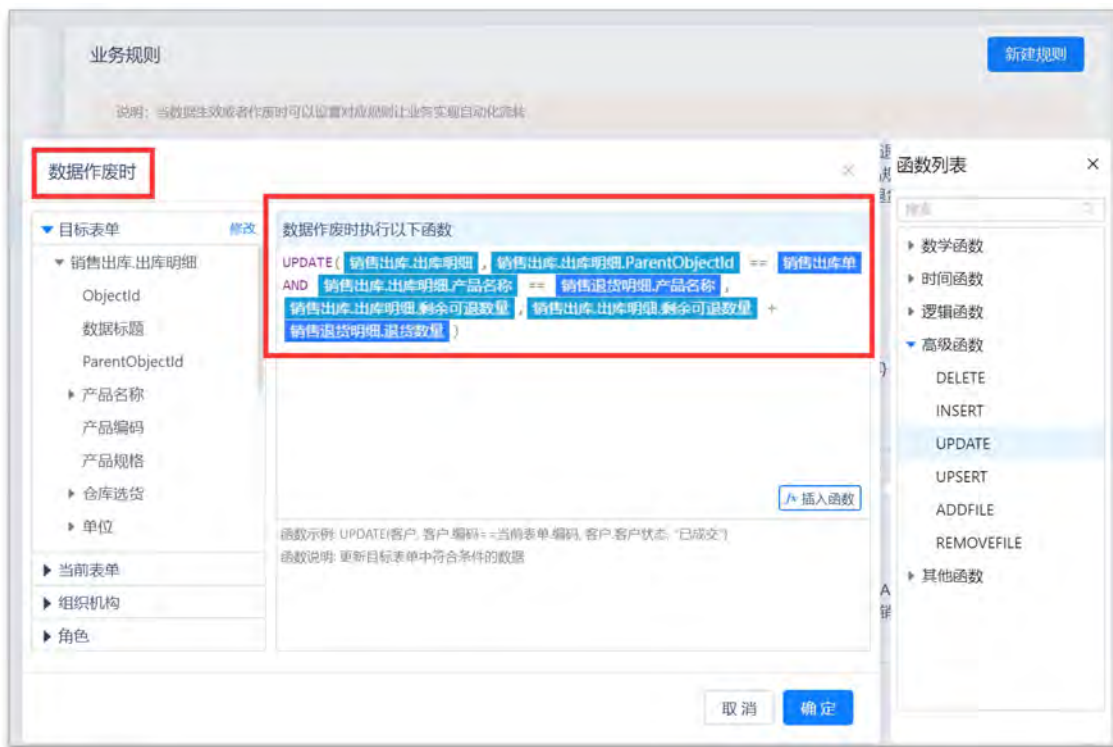 业务规则
新建规则
说明：当数据生效或者作废时可以设置对应规则让业务实现自动化流转
数据作废时
目标表单 修改
销售出库.出库明细
ObjectId
数据标题
ParentObjectId
产品名称
产品编码
产品规格
仓库选货
单位
当前表单
组织机构
角色
数据作废时执行以下函数
UPDATE( 销售出库.出库明细 , 销售出库.出库明细.ParentObjectId == 销售出库单
AND 销售出库.出库明细.产品名称 == 销售退货明细.产品名称 ,
销售出库.出库明细.剩余可退数量 , 销售出库.出库明细.剩余可退数量 +
销售退货明细.退货数量 )
fx 插入函数
函数示例: UPDATE(客户, 客户.编码==当前表单.编码, 客户.客户状态, "已成交")
函数说明: 更新目标表单中符合条件的数据
取消
确定
函数列表
搜索
数学函数
时间函数
逻辑函数
高级函数
DELETE
INSERT
UPDATE
UPSERT
ADDFILE
REMOVEFILE
其他函数